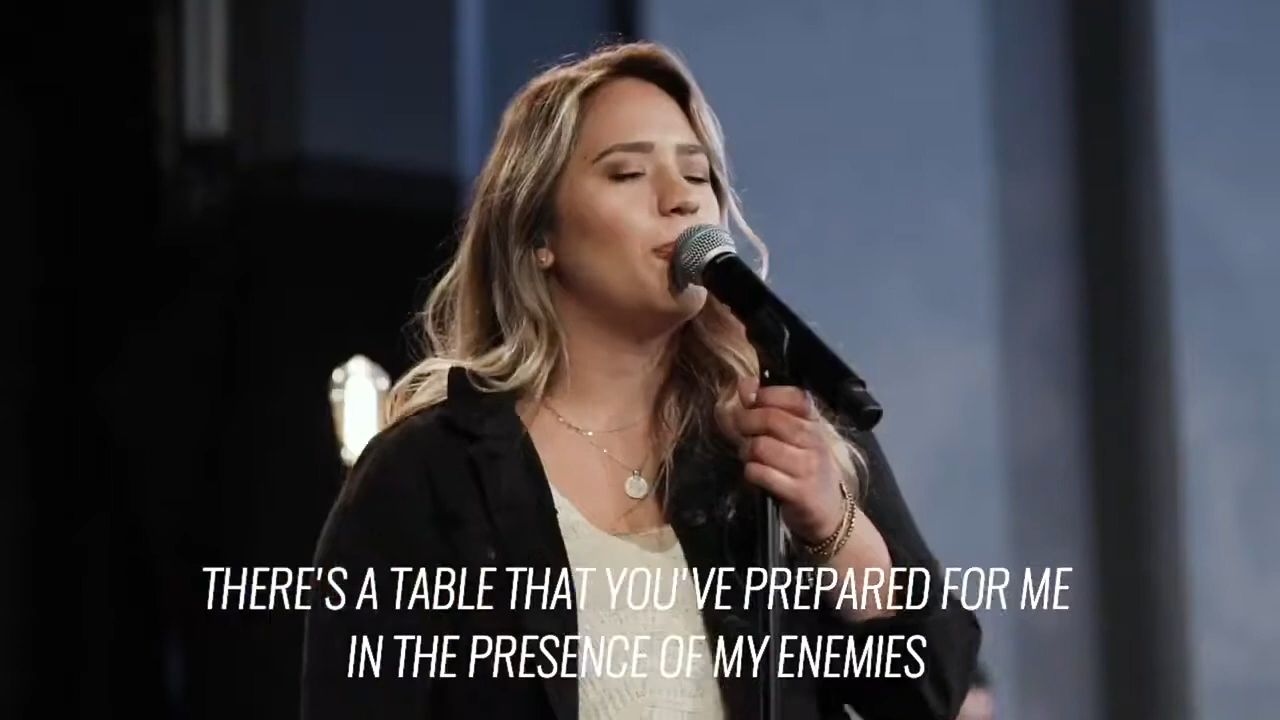 THERE'S A TABLE THAT YOU'VE PREPARED FOR ME
IN THE PRESENCE OF MY ENEMIES